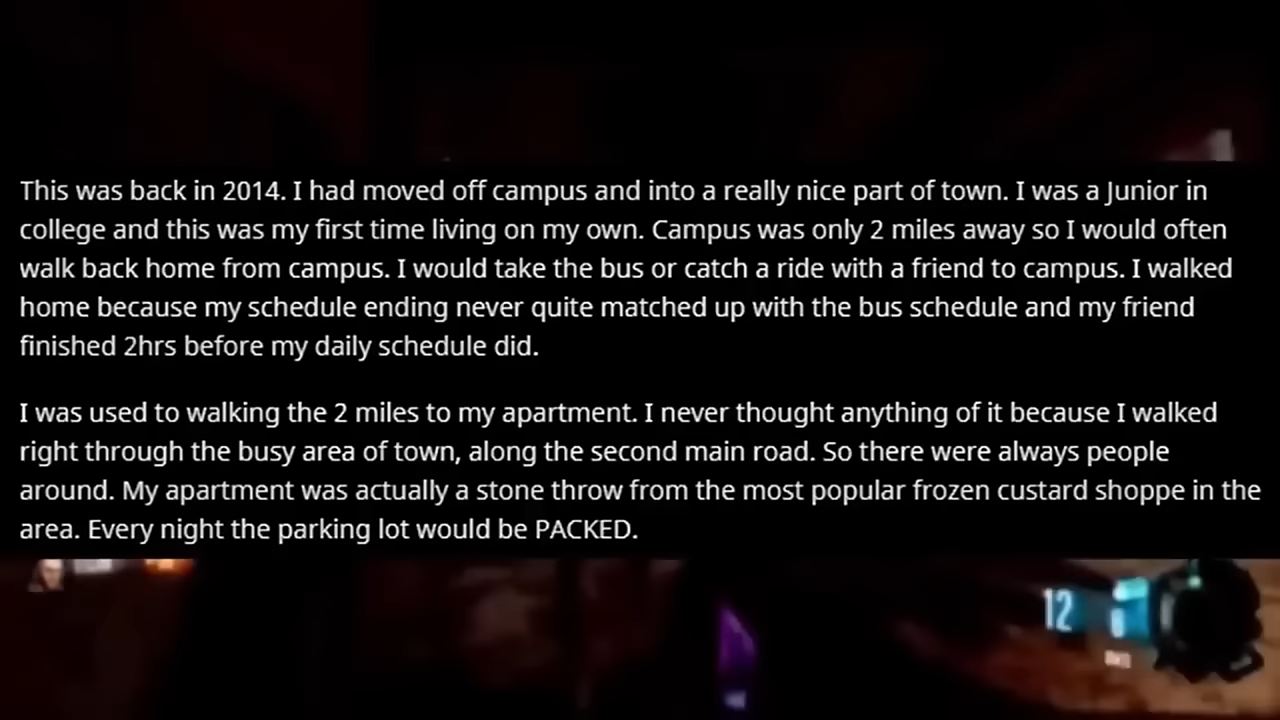 This was back in 2014. I had moved off campus and into a really nice part of town. I was a Junior in
college and this was my first time living on my own. Campus was only 2 miles away so I would often
walk back home from campus. I would take the bus or catch a ride with a friend to campus. I walked
home because my schedule ending never quite matched up with the bus schedule and my friend
finished 2hrs before my daily schedule did.
I was used to walking the 2 miles to my apartment. I never thought anything of it because I walked
right through the busy area of town, along the second main road. So there were always people
around. My apartment was actually a stone throw from the most popular frozen custard shoppe in the
area. Every night the parking lot would be PACKED.
12